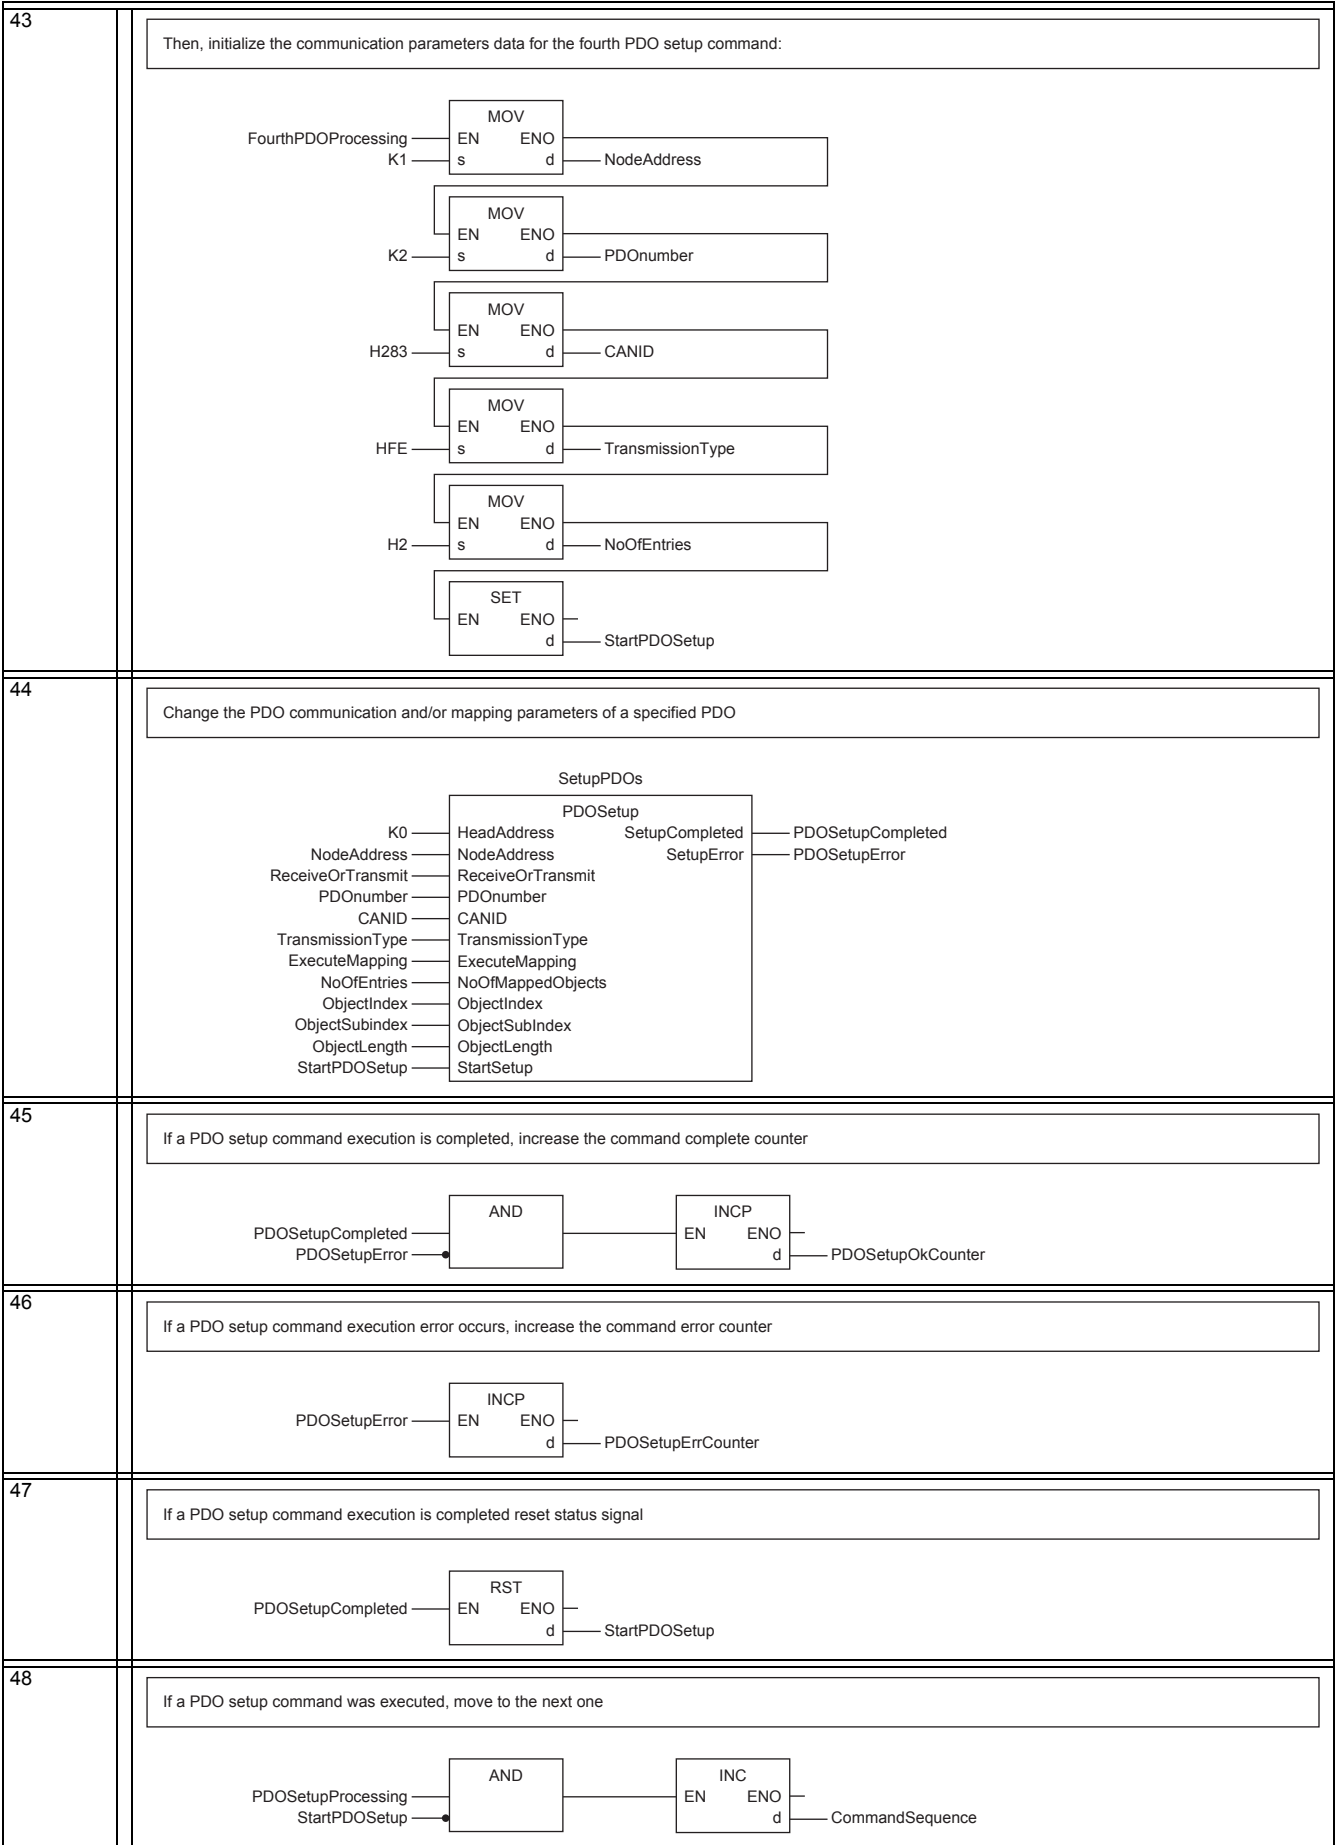 43
Then, initialize the communication parameters data for the fourth PDO setup command:
MOV
FourthPDOProcessing EN ENO
K1 s d NodeAddress
MOV
EN ENO
K2 s d PDOnumber
MOV
EN ENO
H283 s d CANID
MOV
EN ENO
HFE s d TransmissionType
MOV
EN ENO
H2 s d NoOfEntries
SET
EN ENO
d StartPDOSetup
44
Change the PDO communication and/or mapping parameters of a specified PDO
SetupPDOs
PDOSetup
K0 HeadAddress SetupCompleted PDOSetupCompleted
NodeAddress NodeAddress SetupError PDOSetupError
ReceiveOrTransmit ReceiveOrTransmit
PDOnumber PDOnumber
CANID CANID
TransmissionType TransmissionType
ExecuteMapping ExecuteMapping
NoOfEntries NoOfMappedObjects
ObjectIndex ObjectIndex
ObjectSubindex ObjectSubIndex
ObjectLength ObjectLength
StartPDOSetup StartSetup
45
If a PDO setup command execution is completed, increase the command complete counter
AND INCP
PDOSetupCompleted EN ENO
PDOSetupError d PDOSetupOkCounter
46
If a PDO setup command execution error occurs, increase the command error counter
INCP
PDOSetupError EN ENO
d PDOSetupErrCounter
47
If a PDO setup command execution is completed reset status signal
RST
PDOSetupCompleted EN ENO
d StartPDOSetup
48
If a PDO setup command was executed, move to the next one
AND INC
PDOSetupProcessing EN ENO
StartPDOSetup d CommandSequence